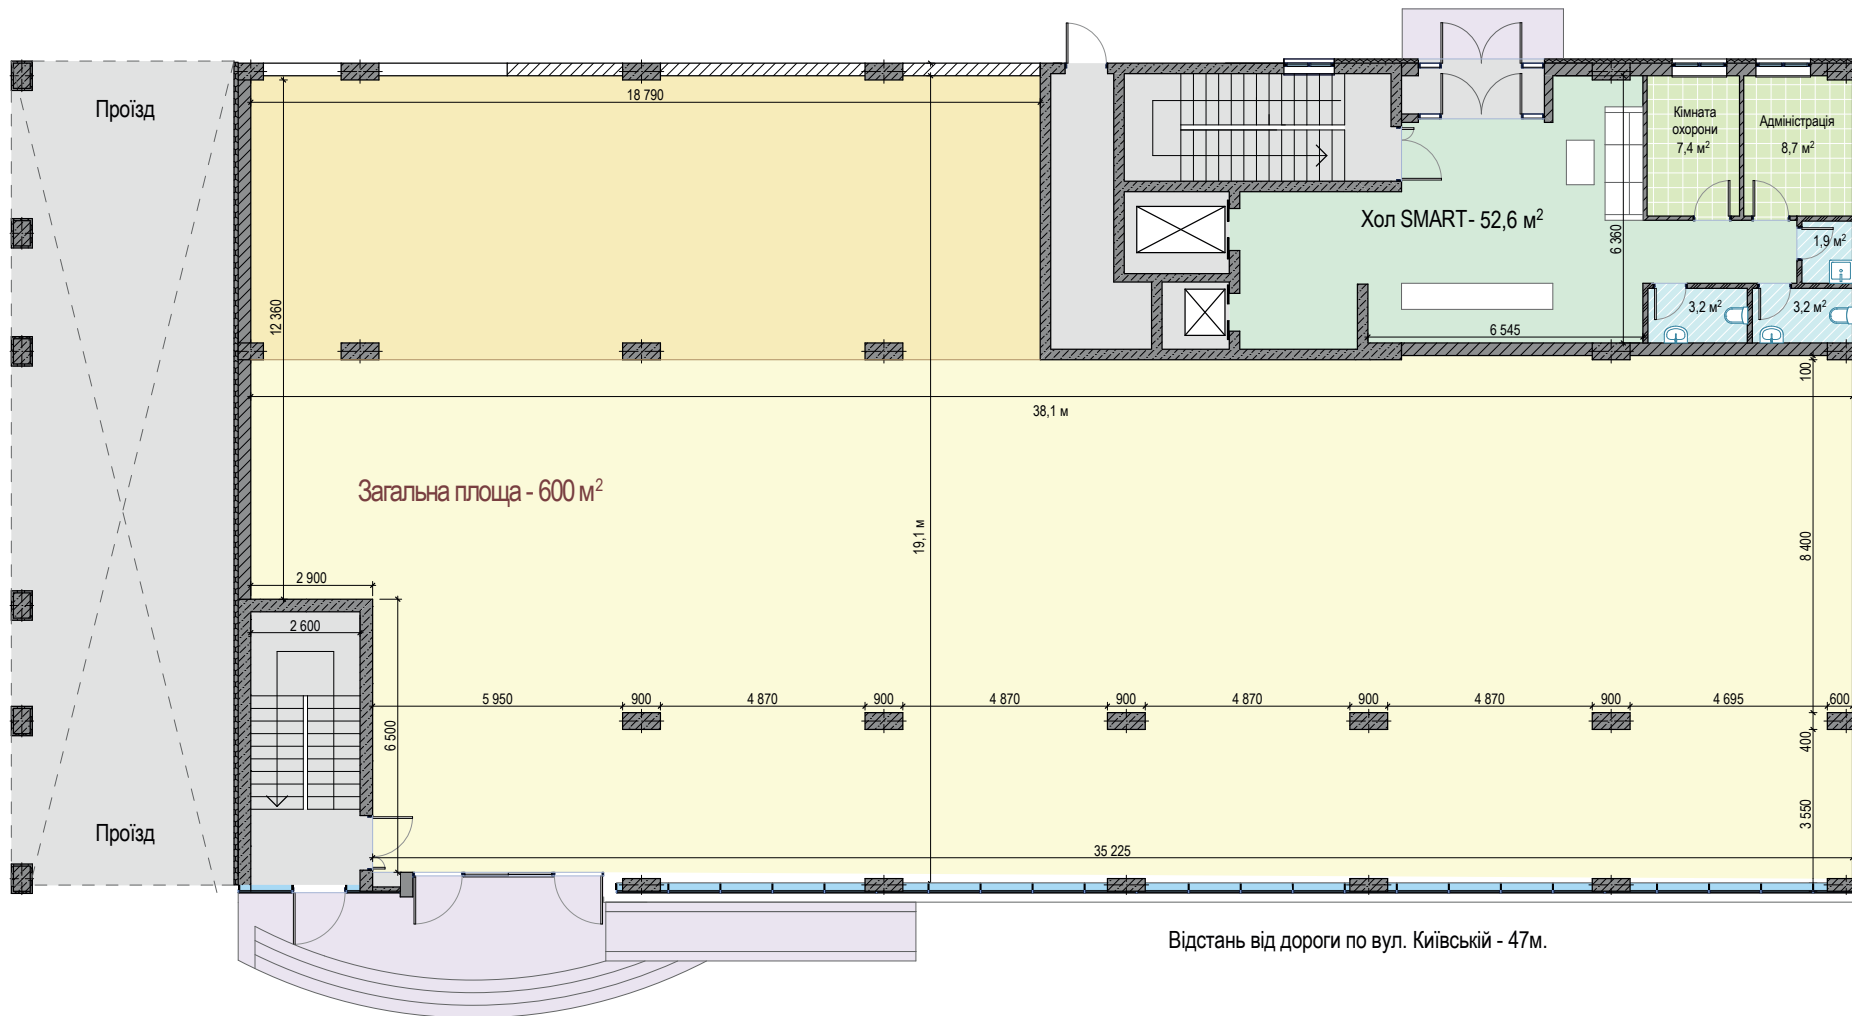 Проїзд
18 790
Кімната
охорони
7,4 м²
Адміністрація
8,7 м²
Хол SMART - 52,6 м²
6 360
1,9 м²
3,2 м²
3,2 м²
6 545
12 360
100
38,1 м
Загальна площа - 600 м²
19,1 м
8 400
2 900
2 600
5 950
900
4 870
900
4 870
900
4 870
900
4 870
900
4 695
600
6 500
400
3 550
Проїзд
35 225
Відстань від дороги по вул. Київській - 47м.